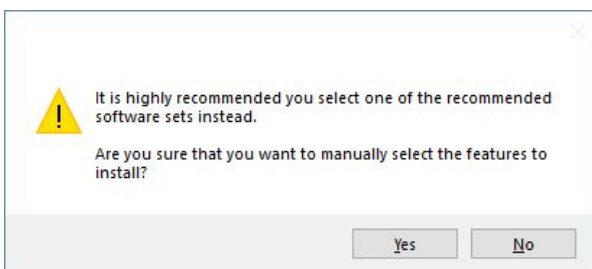 It is highly recommended you select one of the recommended
software sets instead.
Are you sure that you want to manually select the features to
install?
Yes
No